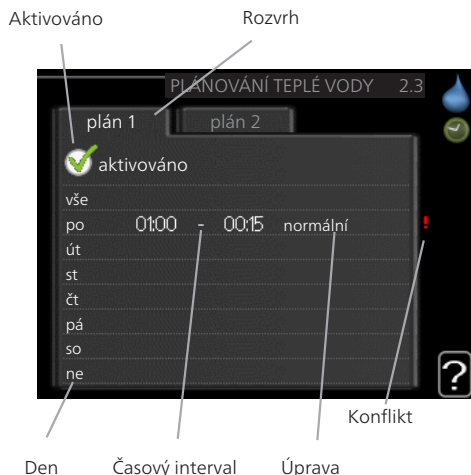 Aktivováno Rozvrh
PLÁNOVÁNÍ TEPLÉ VODY 2.3
plán 1 plán 2
aktivováno
vše
po 01:00 - 00:15 normální !
út
st
čt
pá
so
ne
?
Konflikt
Den Časový interval Úprava